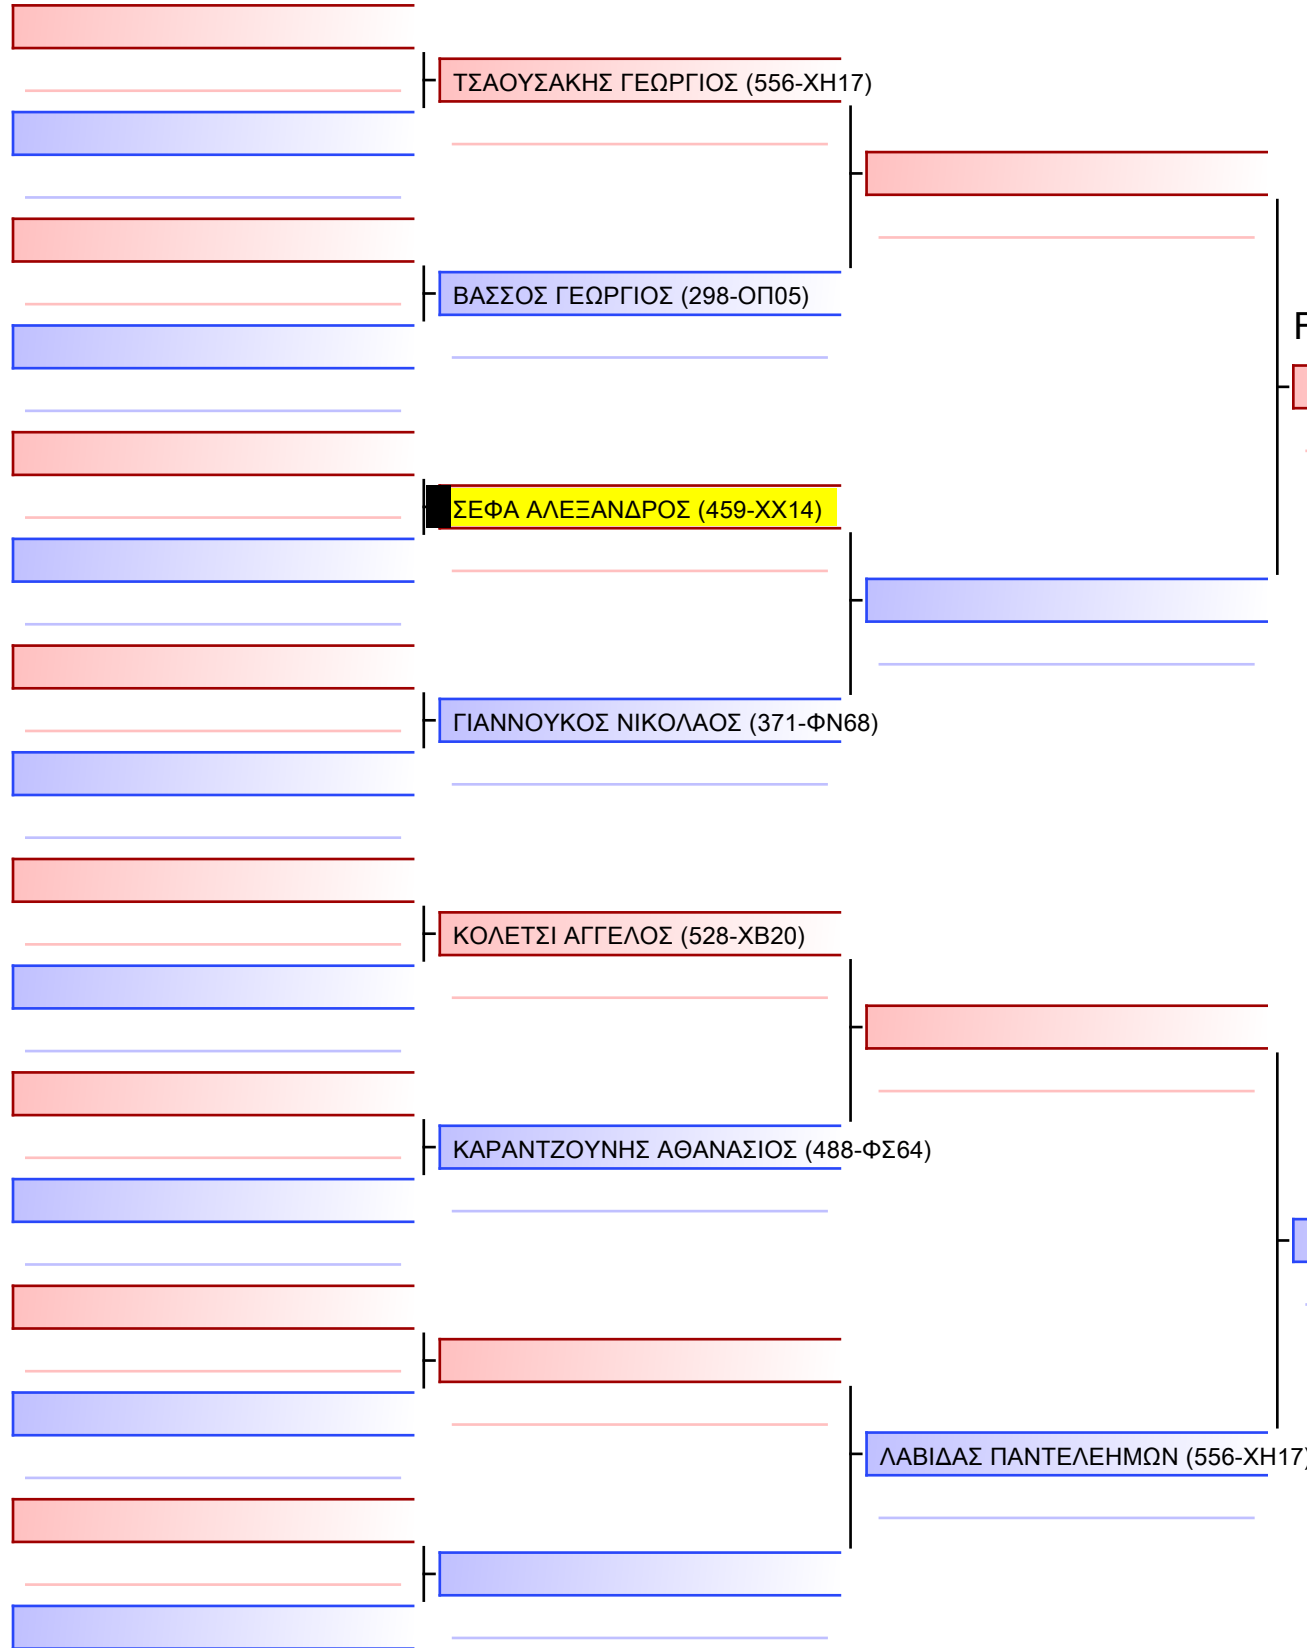 ΤΣΑΟΥΣΑΚΗΣ ΓΕΩΡΓΙΟΣ (556-ΧΗ17)
ΒΑΣΣΟΣ ΓΕΩΡΓΙΟΣ (298-ΟΠ05)
ΣΕΦΑ ΑΛΕΞΑΝΔΡΟΣ (459-ΧΧ14)
ΓΙΑΝΝΟΥΚΟΣ ΝΙΚΟΛΑΟΣ (371-ΦΝ68)
ΚΟΛΕΤΣΙ ΑΓΓΕΛΟΣ (528-ΧΒ20)
ΚΑΡΑΝΤΖΟΥΝΗΣ ΑΘΑΝΑΣΙΟΣ (488-ΦΣ64)
ΛΑΒΙΔΑΣ ΠΑΝΤΕΛΕΗΜΩΝ (556-ΧΗ17)